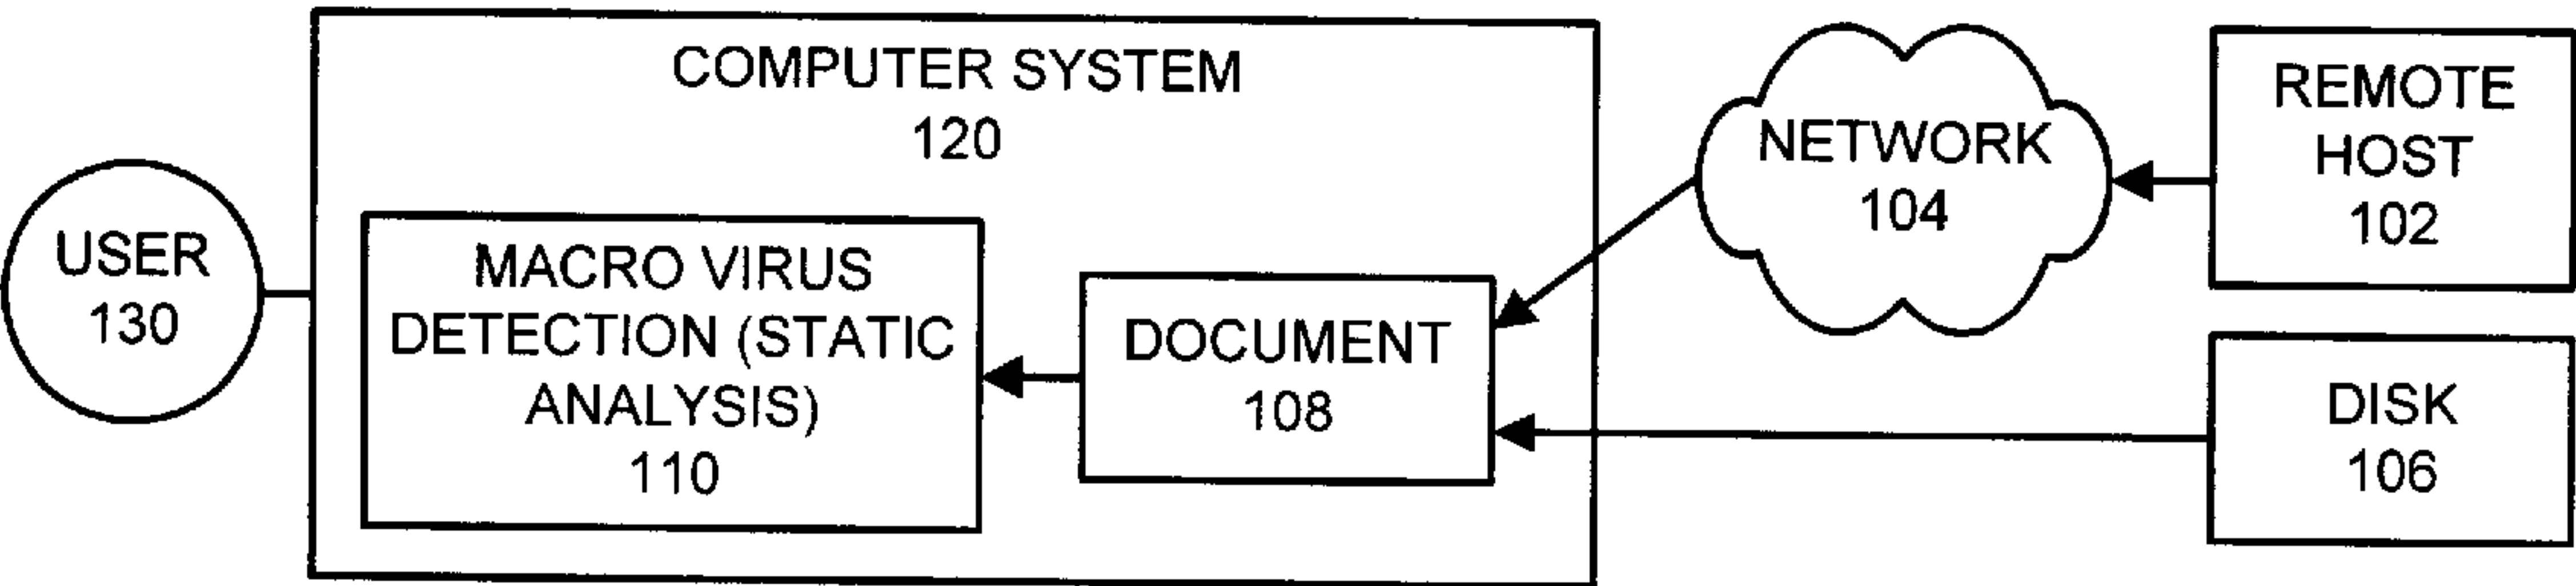 COMPUTER SYSTEM
120
USER
130
MACRO VIRUS
DETECTION (STATIC
ANALYSIS)
110
DOCUMENT
108
NETWORK
104
REMOTE
HOST
102
DISK
106